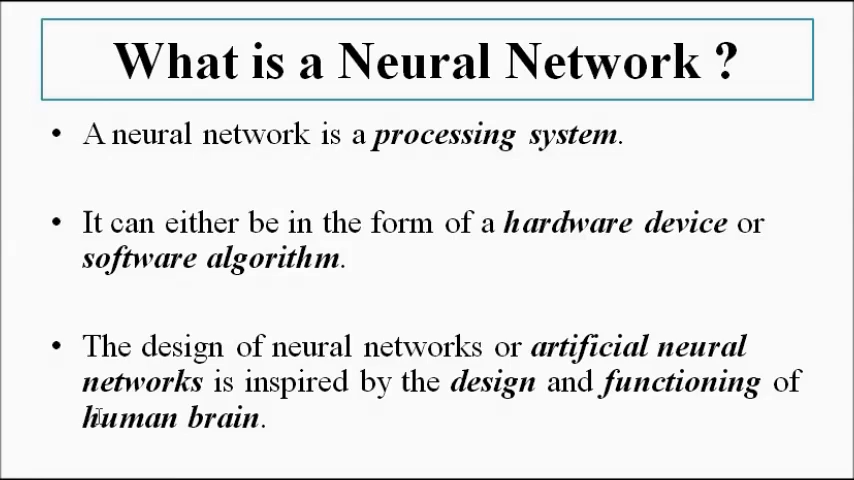 What is a Neural Network ?
• A neural network is a processing system.
• It can either be in the form of a hardware device or
software algorithm.
• The design of neural networks or artificial neural
networks is inspired by the design and functioning of
human brain.